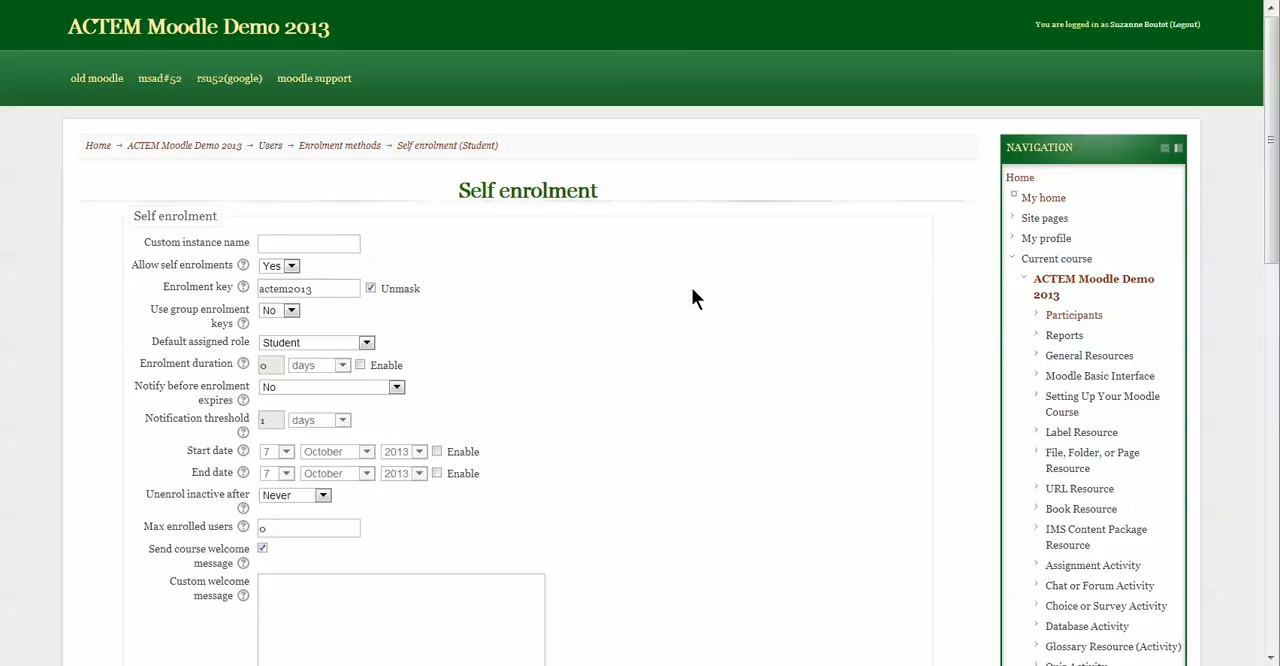 ACTEM Moodle Demo 2013
You are logged in as Suzanne Boutot (Logout)
old moodle msad#52 rsu52(google) moodle support
Home → ACTEM Moodle Demo 2013 → Users → Enrolment methods → Self enrolment (Student)
Self enrolment
Self enrolment
Custom instance name
Allow self enrolments Yes
Enrolment key actem2013 Unmask
Use group enrolment keys No
Default assigned role Student
Enrolment duration 0 days Enable
Notify before enrolment expires No
Notification threshold 1 days
Start date 7 October 2013 Enable
End date 7 October 2013 Enable
Unenrol inactive after Never
Max enrolled users 0
Send course welcome message
Custom welcome message
NAVIGATION
Home
My home
Site pages
My profile
Current course
ACTEM Moodle Demo
2013
Participants
Reports
General Resources
Moodle Basic Interface
Setting Up Your Moodle
Course
Label Resource
File, Folder, or Page
Resource
URL Resource
Book Resource
IMS Content Package
Resource
Assignment Activity
Chat or Forum Activity
Choice or Survey Activity
Database Activity
Glossary Resource (Activity)
Quiz Activity